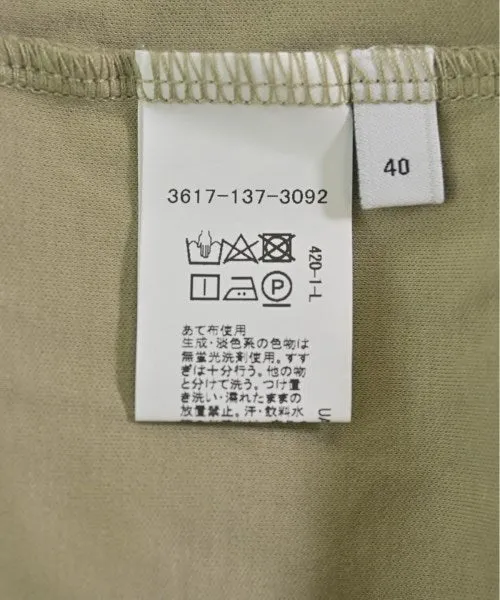 40
3617-137-3092
420-1-L
P
あて布使用
生成・淡色系の色物は
無蛍光洗剤使用。すす
ぎは十分行う。他の物
と分けて洗う。つけ置
き洗い・濡れたままの
放置禁止。汗・飲料水
UA